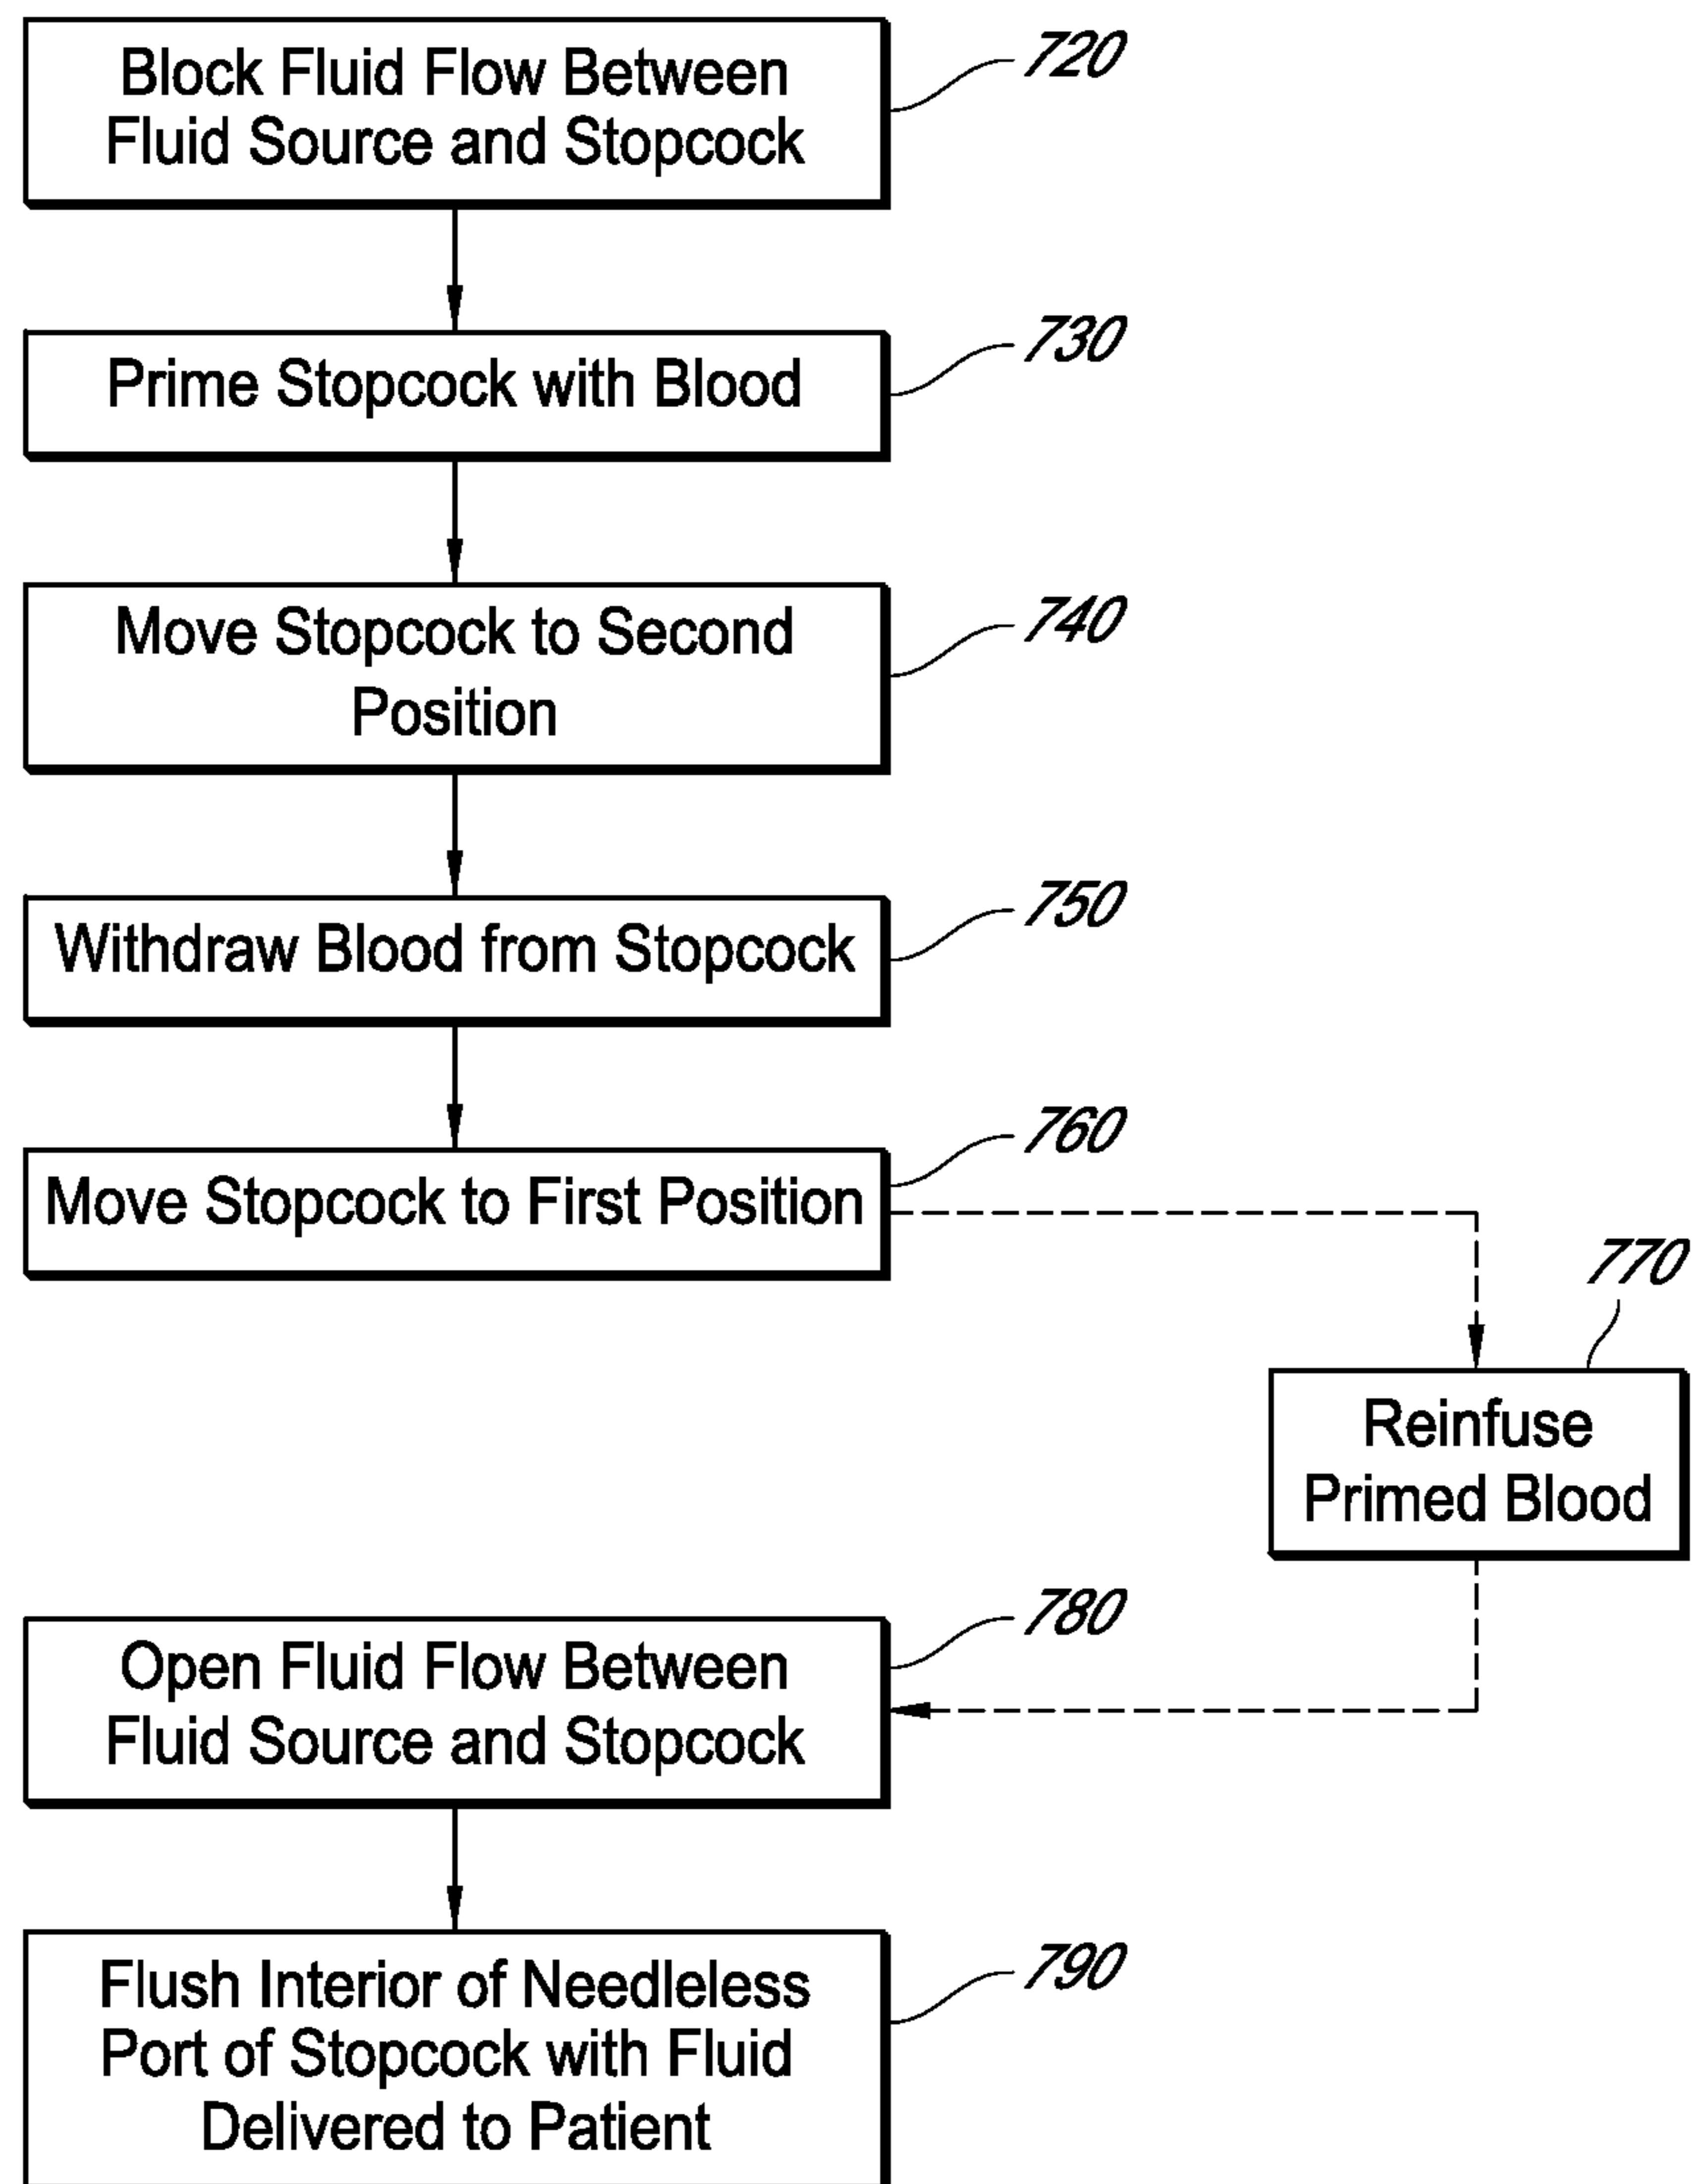 Block Fluid Flow Between
Fluid Source and Stopcock
720
Prime Stopcock with Blood
730
Move Stopcock to Second
Position
740
Withdraw Blood from Stopcock
750
Move Stopcock to First Position
760
770
Reinfuse
Primed Blood
Open Fluid Flow Between
Fluid Source and Stopcock
780
Flush Interior of Needleless
Port of Stopcock with Fluid
Delivered to Patient
790